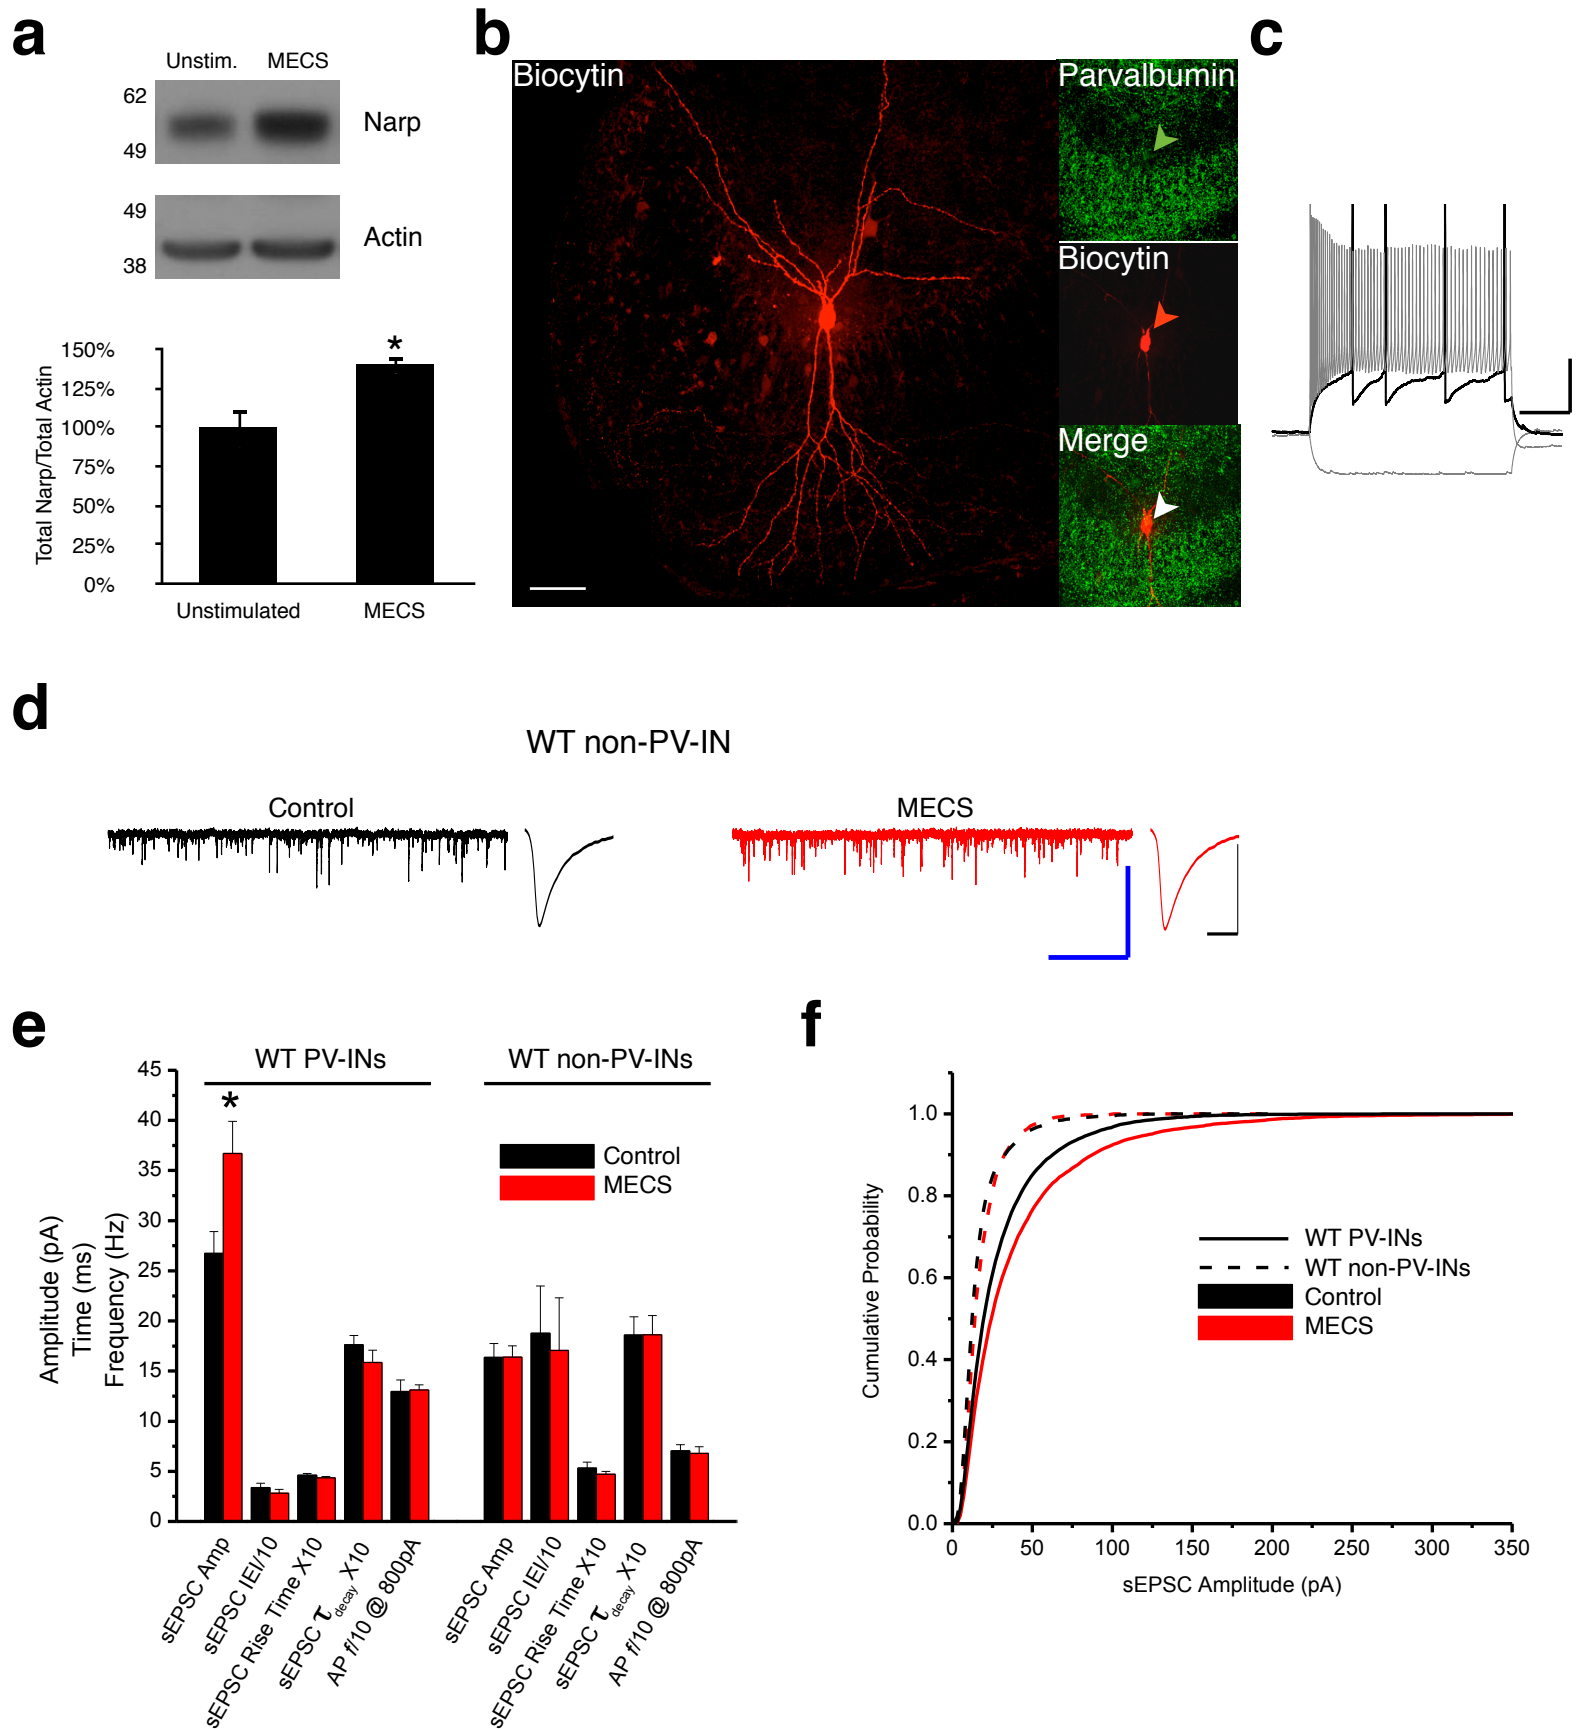 a
Unstim. MECS
62
49
Narp
49
38
Actin
Total Narp/Total Actin
150%
125%
100%
75%
50%
25%
0%
*
Unstimulated MECS
b
Biocytin
Parvalbumin
Biocytin
Merge
c
d
WT non-PV-IN
Control
MECS
e
WT PV-INs WT non-PV-INs
*
Control
MECS
Amplitude (pA)
Time (ms)
Frequency (Hz)
45
40
35
30
25
20
15
10
5
0
sEPSC Amp
sEPSC IEI/10
sEPSC Rise Time X10
sEPSC τdecay X10
AP f/10 @ 800pA
sEPSC Amp
sEPSC IEI/10
sEPSC Rise Time X10
sEPSC τdecay X10
AP f/10 @ 800pA
f
Cumulative Probability
1.0
0.8
0.6
0.4
0.2
0.0
WT PV-INs
WT non-PV-INs
Control
MECS
0 50 100 150 200 250 300 350
sEPSC Amplitude (pA)